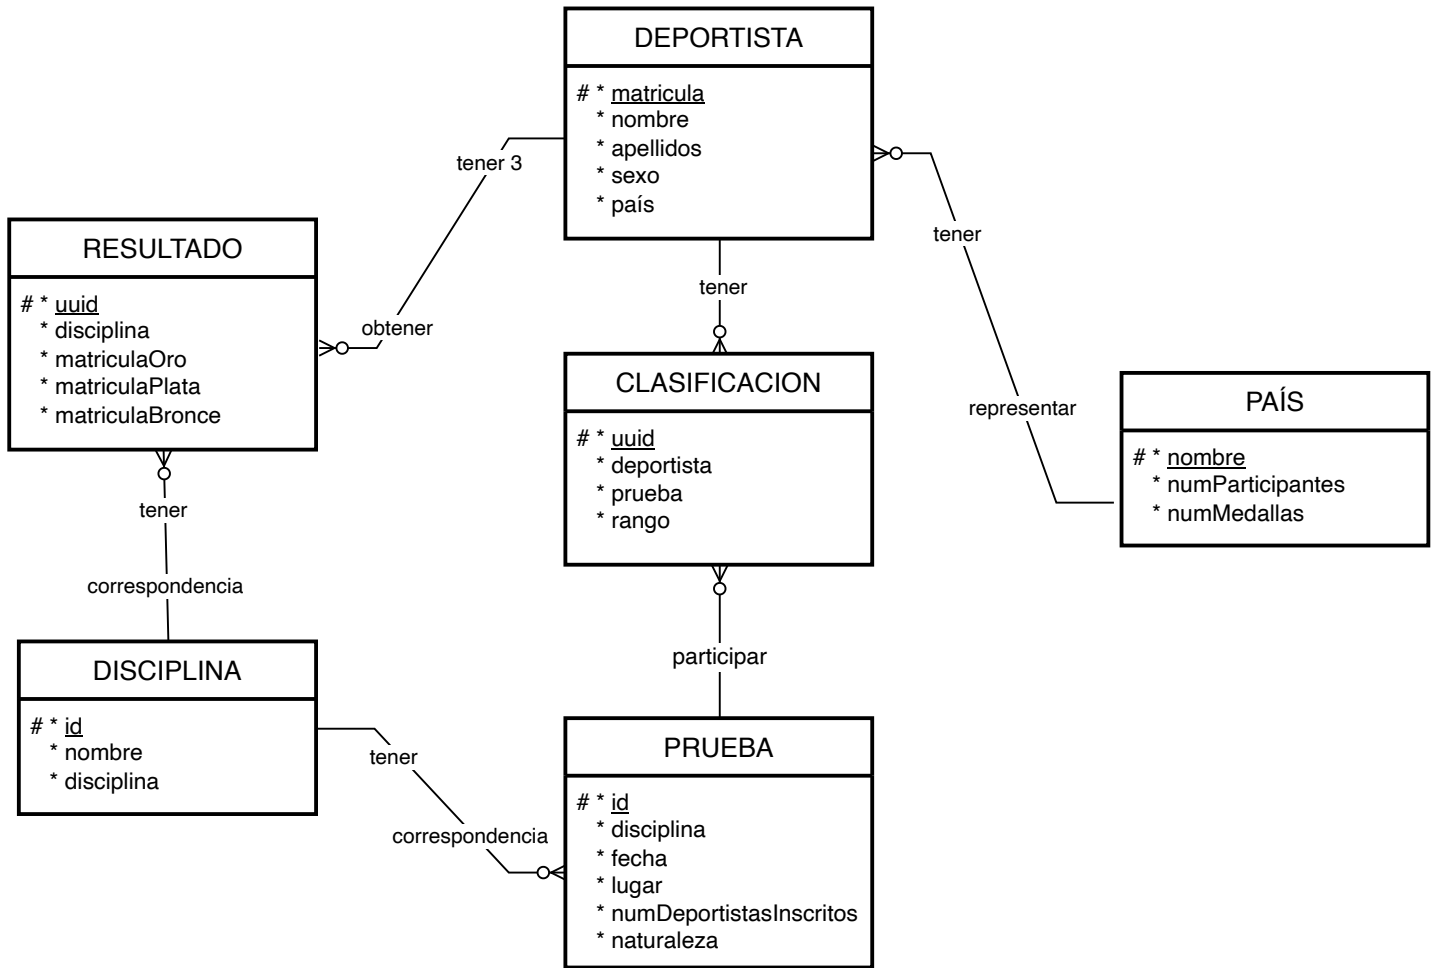 DEPORTISTA
# * matricula
* nombre
* apellidos
* sexo
* país
tener 3
obtener
tener
representar
tener
RESULTADO
# * uuid
* disciplina
* matriculaOro
* matriculaPlata
* matriculaBronce
CLASIFICACION
# * uuid
* deportista
* prueba
* rango
PAÍS
# * nombre
* numParticipantes
* numMedallas
tener
correspondencia
participar
DISCIPLINA
# * id
* nombre
* disciplina
tener
correspondencia
PRUEBA
# * id
* disciplina
* fecha
* lugar
* numDeportistasInscritos
* naturaleza